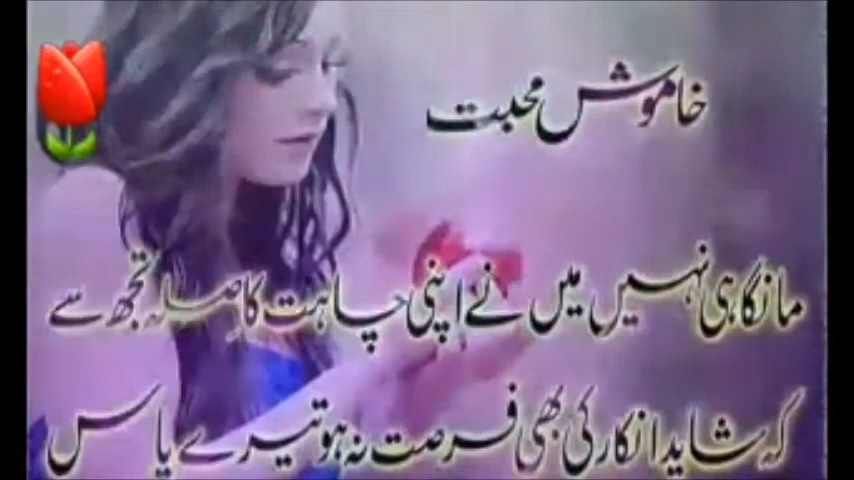 خاموش محبت
مانگا ہی نہیں میں نے اپنی چاہت کا صلہ تجھ سے
کہ شاید انکار کی بھی فرصت نہ ہو تیرے پاس